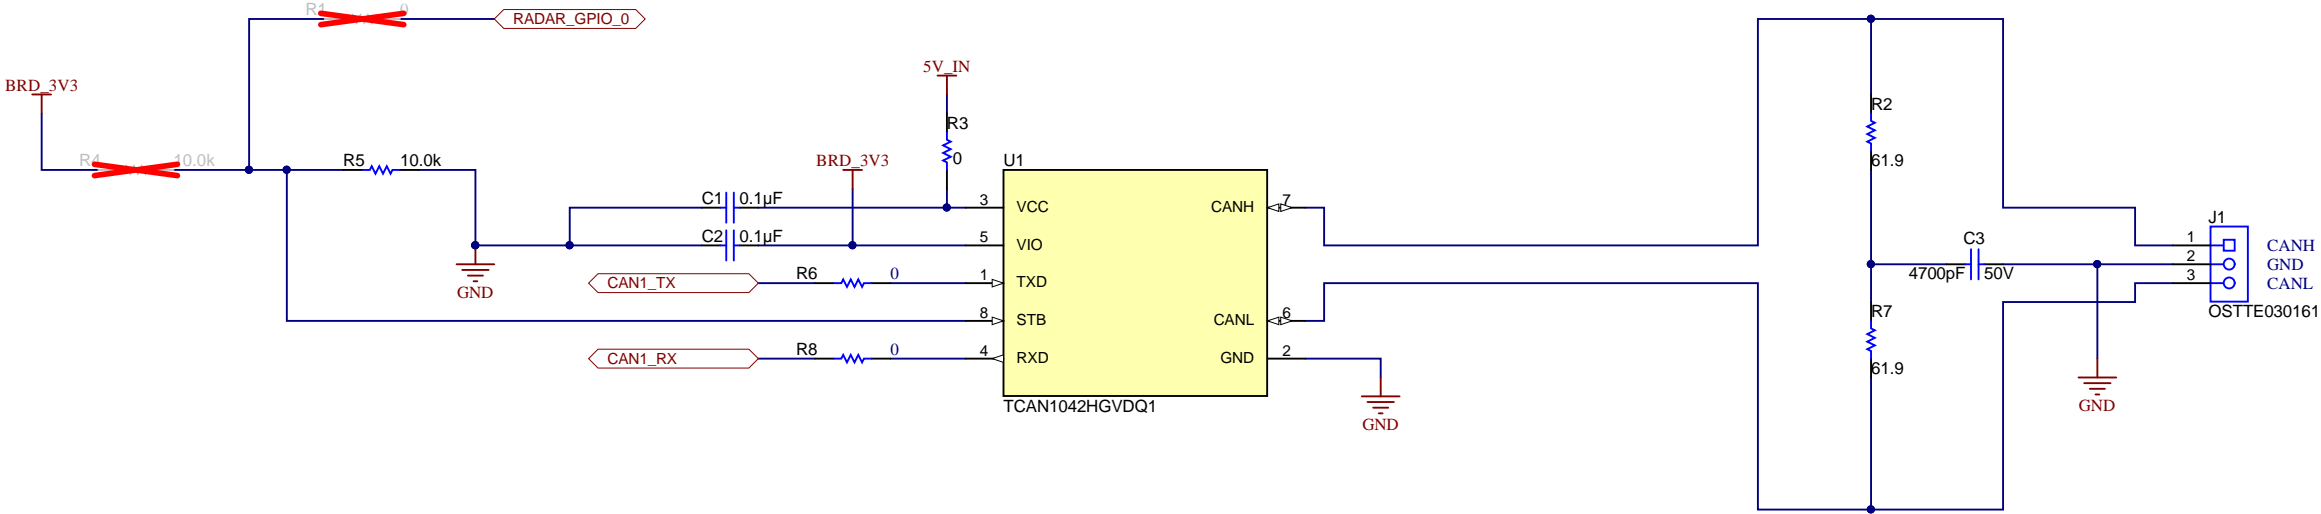 R1 0
RADAR_GPIO_0
BRD_3V3
R4 10.0k
R5 10.0k
GND
5V_IN
R3
0
BRD_3V3
C1 0.1µF
C2 0.1µF
CAN1_TX
R6 0
CAN1_RX
R8 0
U1
3 VCC
5 VIO
1 TXD
8 STB
4 RXD
CANH 7
CANL 6
GND 2
TCAN1042HGVDQ1
GND
R2
61.9
C3
4700pF 50V
R7
61.9
GND
J1
1 CANH
2 GND
3 CANL
OSTTE030161